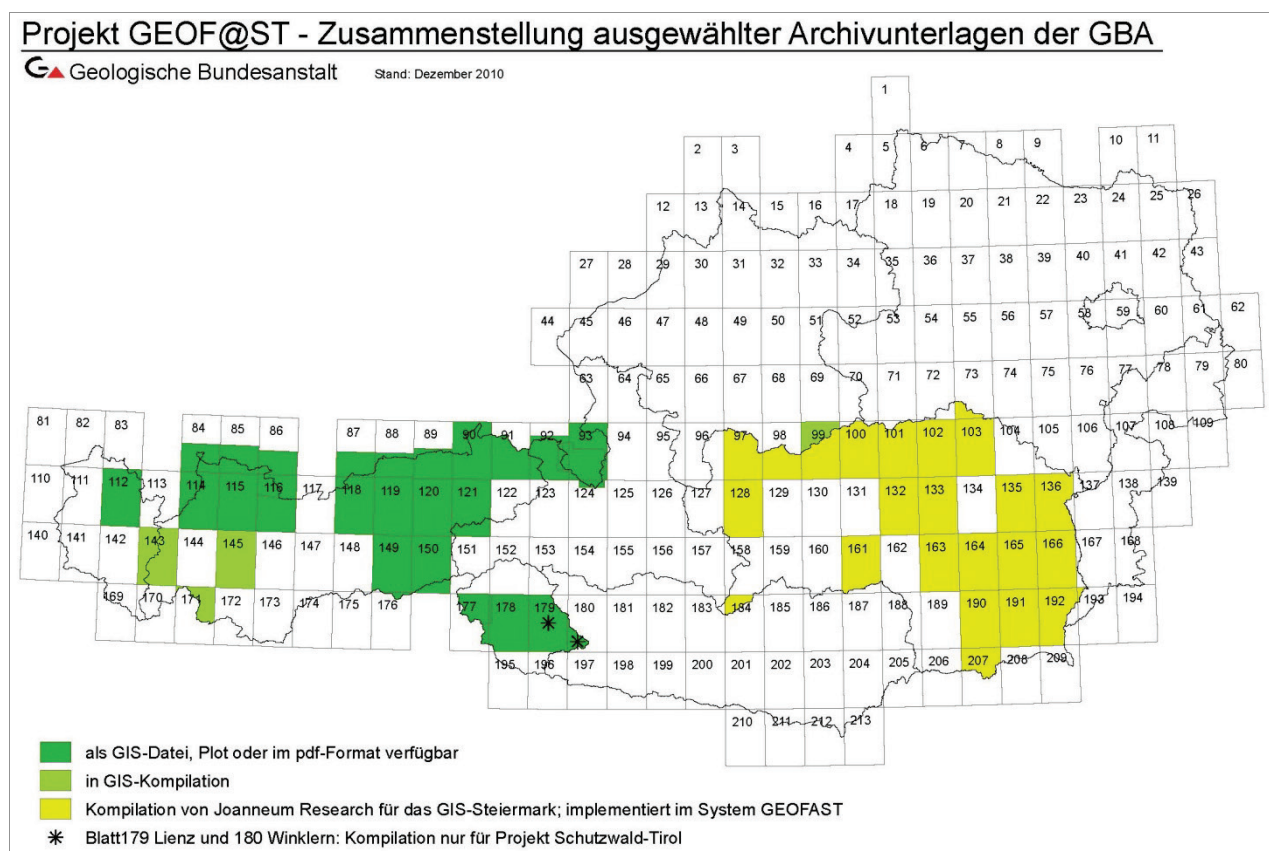 Projekt GEOF@ST - Zusammenstellung ausgewählter Archivunterlagen der GBA
Geologische Bundesanstalt Stand: Dezember 2010
1
2 3 4 5 6 7 8 9 10 11
12 13 14 15 16 17 18 19 20 21 22 23 24 25 26
27 28 29 30 31 32 33 34 35 36 37 38 39 40 41 42 43
44 45 46 47 48 49 50 51 52 53 54 55 56 57 58 59 60 61 62
63 64 65 66 67 68 69 70 71 72 73 74 75 76 77 78 79 80
81 82 83 84 85 86 87 88 89 90 91 92 93 94 95 96 97 98 99 100 101 102 103 104 105 106 107 108 109
110 111 112 113 114 115 116 117 118 119 120 121 122 123 124 125 126 127 128 129 130 131 132 133 134 135 136 137 138 139
140 141 142 143 144 145 146 147 148 149 150 151 152 153 154 155 156 157 158 159 160 161 162 163 164 165 166 167 168
169 170 171 172 173 174 175 176 177 178 179 180 181 182 183 184 185 186 187 188 189 190 191 192 193 194
195 196 197 198 199 200 201 202 203 204 205 206 207 208 209
210 211 212 213
als GIS-Datei, Plot oder im pdf-Format verfügbar
in GIS-Kompilation
Kompilation von Joanneum Research für das GIS-Steiermark; implementiert im System GEOFAST
Blatt179 Lienz und 180 Winklern: Kompilation nur für Projekt Schutzwald-Tirol